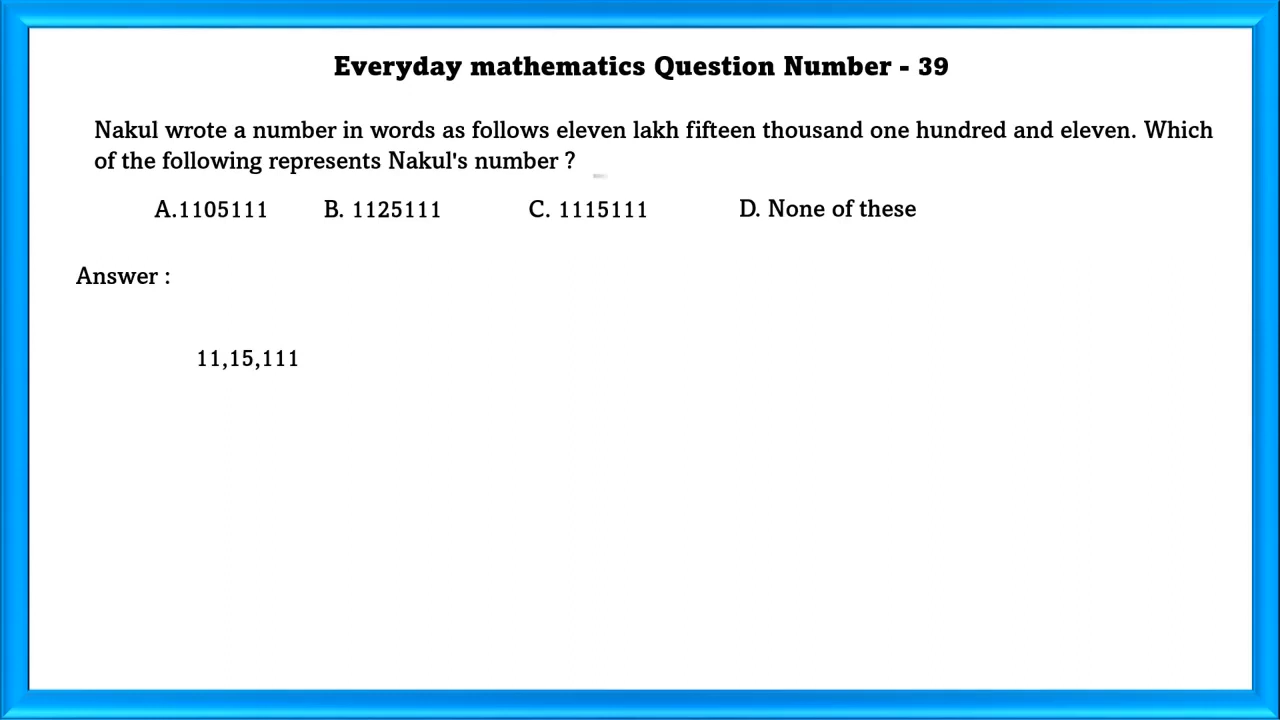 Everyday mathematics Question Number - 39
Nakul wrote a number in words as follows eleven lakh fifteen thousand one hundred and eleven. Which
of the following represents Nakul's number ?
A.1105111 B. 1125111 C. 1115111 D. None of these
Answer :
11,15,111